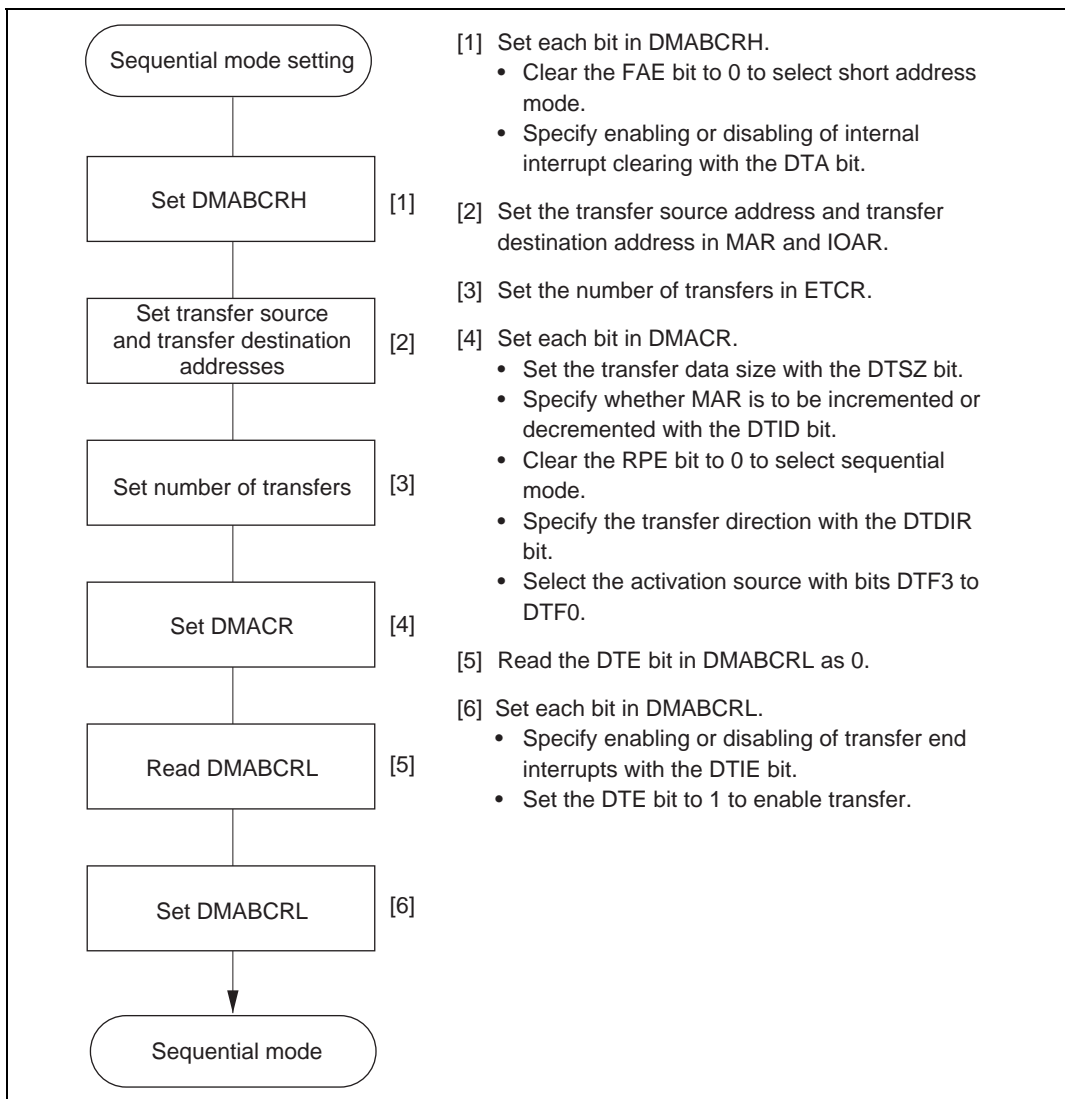 Sequential mode setting
Set DMABCRH [1]
Set transfer source
and transfer destination
addresses
[2]
Set number of transfers [3]
Set DMACR [4]
Read DMABCRL [5]
Set DMABCRL [6]
Sequential mode
[1] Set each bit in DMABCRH.
• Clear the FAE bit to 0 to select short address
mode.
• Specify enabling or disabling of internal
interrupt clearing with the DTA bit.
[2] Set the transfer source address and transfer
destination address in MAR and IOAR.
[3] Set the number of transfers in ETCR.
[4] Set each bit in DMACR.
• Set the transfer data size with the DTSZ bit.
• Specify whether MAR is to be incremented or
decremented with the DTID bit.
• Clear the RPE bit to 0 to select sequential
mode.
• Specify the transfer direction with the DTDIR
bit.
• Select the activation source with bits DTF3 to
DTF0.
[5] Read the DTE bit in DMABCRL as 0.
[6] Set each bit in DMABCRL.
• Specify enabling or disabling of transfer end
interrupts with the DTIE bit.
• Set the DTE bit to 1 to enable transfer.